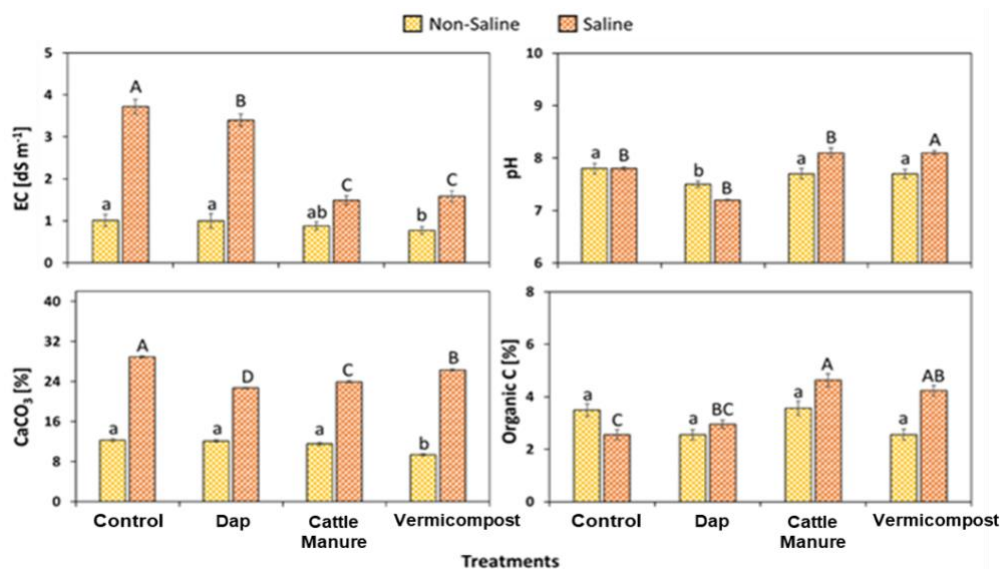 Non-Saline Saline
EC [dS m⁻¹]
5
4
3
2
1
0
A
B
C
C
a
a
ab
b
pH
10
9
8
7
6
a
B
b
B
a
B
a
A
CaCO₃ [%]
40
32
24
16
8
0
A
D
C
B
a
a
a
b
Control Dap Cattle Manure Vermicompost
Organic C [%]
8
6
4
2
0
a
C
a
BC
a
A
a
AB
Control Dap Cattle Manure Vermicompost
Treatments